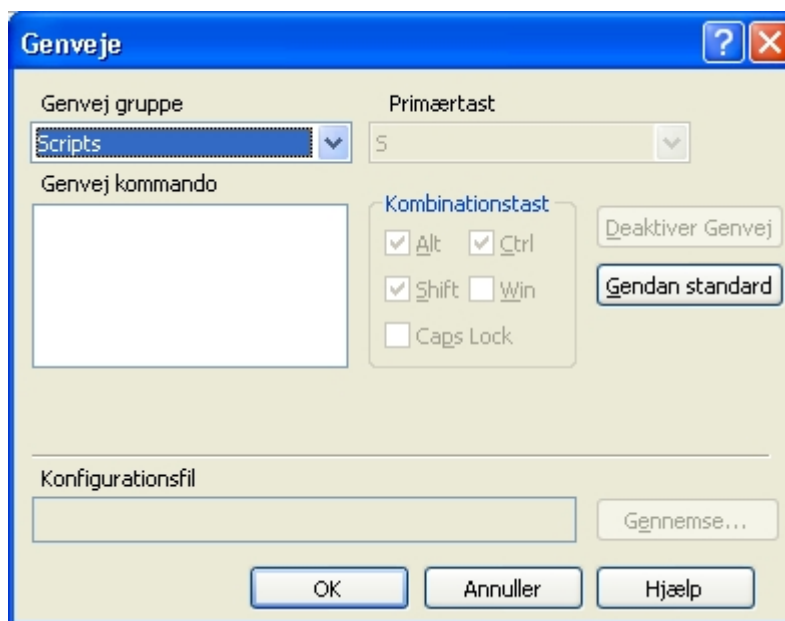 Genveje
Genvej gruppe
Primærtast
Scripts
S
Genvej kommando
Kombinationstast
Alt
Ctrl
Shift
Win
Caps Lock
Deaktiver Genvej
Gendan standard
Konfigurationsfil
Gennemse...
OK
Annuller
Hjælp